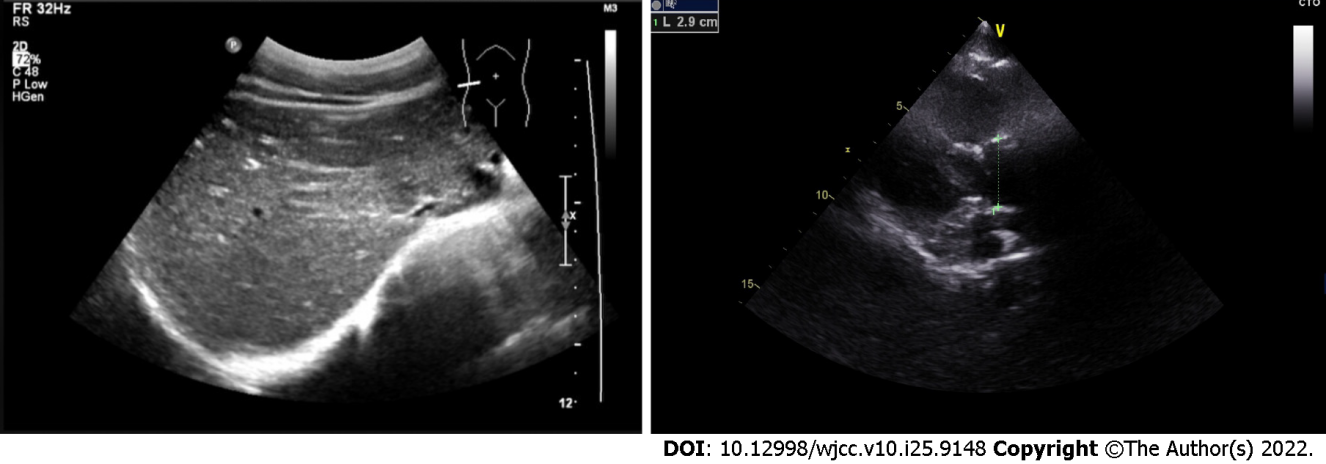 FR 32Hz
RS
2D
72%
C 48
P Low
HGen
P
M3
x
12
1 L 2.9 cm
V
5
10
15
DOI: 10.12998/wjcc.v10.i25.9148 Copyright ©The Author(s) 2022.